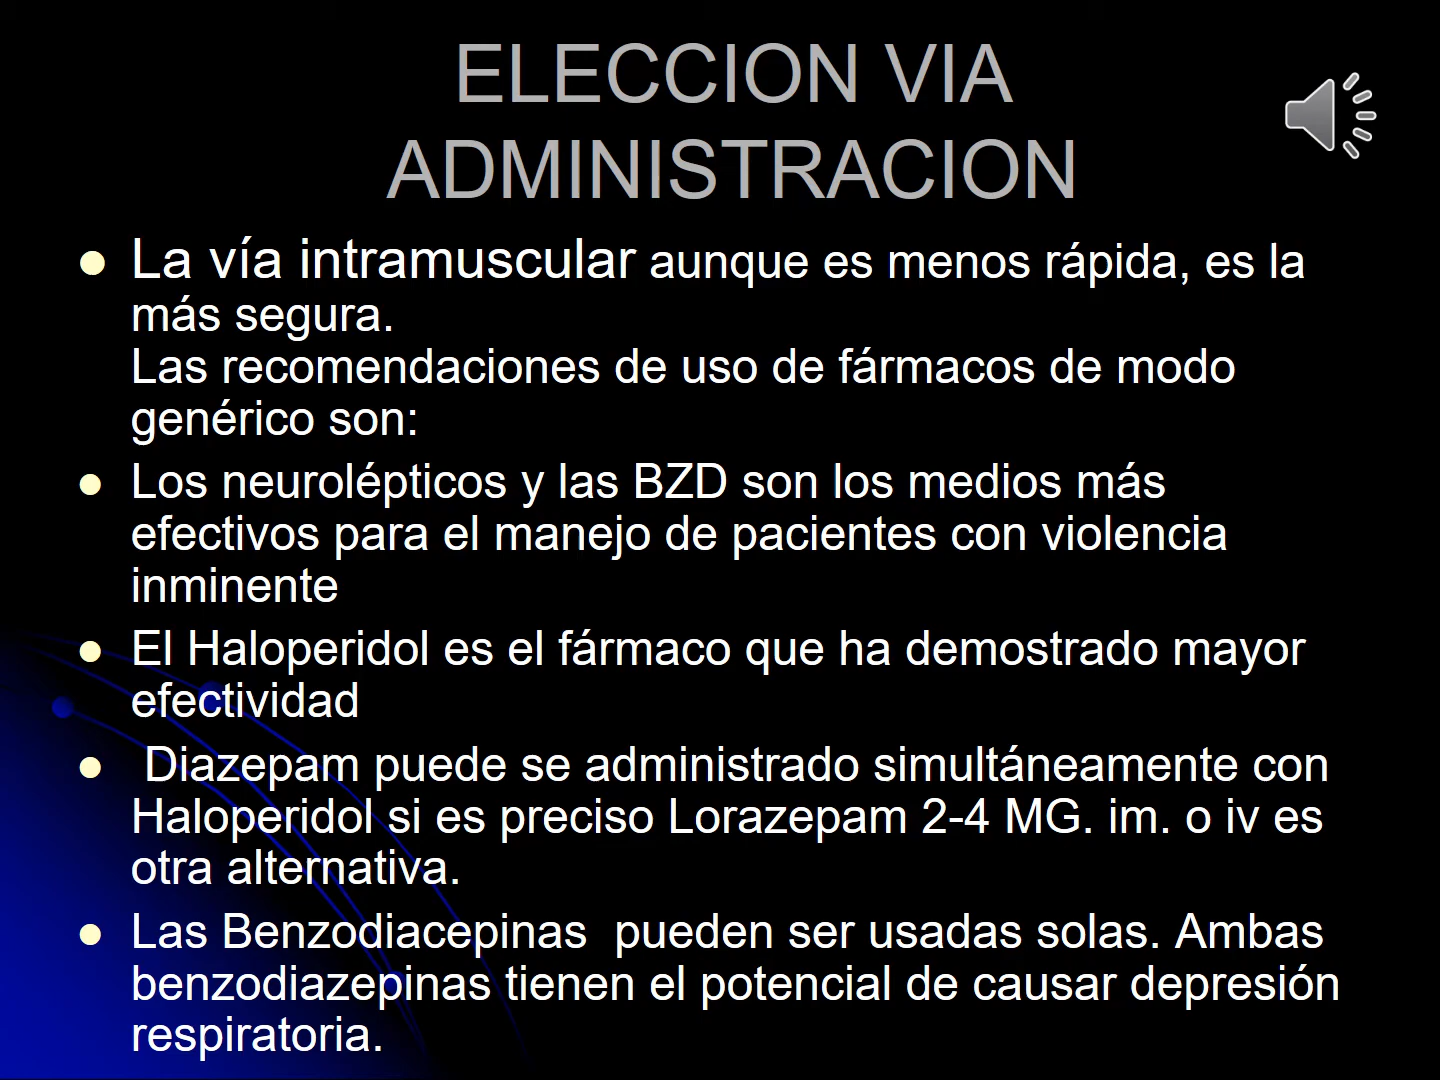 ELECCION VIA
ADMINISTRACION
La vía intramuscular aunque es menos rápida, es la
más segura.
Las recomendaciones de uso de fármacos de modo
genérico son:
Los neurolépticos y las BZD son los medios más
efectivos para el manejo de pacientes con violencia
inminente
El Haloperidol es el fármaco que ha demostrado mayor
efectividad
Diazepam puede se administrado simultáneamente con
Haloperidol si es preciso Lorazepam 2-4 MG. im. o iv es
otra alternativa.
Las Benzodiacepinas pueden ser usadas solas. Ambas
benzodiazepinas tienen el potencial de causar depresión
respiratoria.